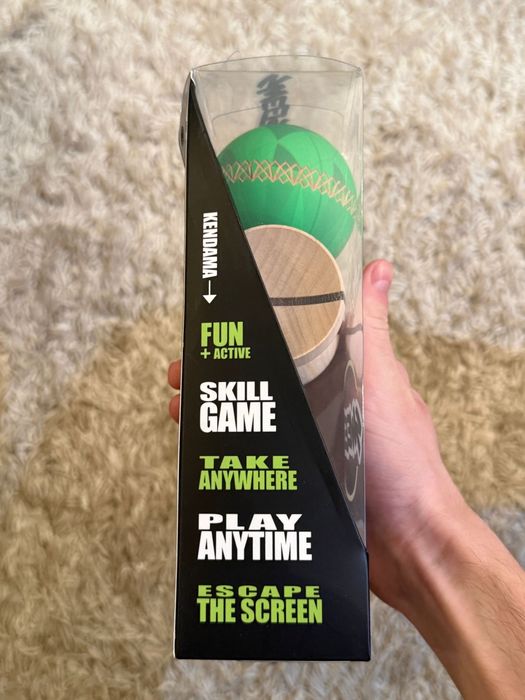 KENDAMA →
FUN
+ ACTIVE
SKILL
GAME
TAKE
ANYWHERE
PLAY
ANYTIME
ESCAPE
THE SCREEN